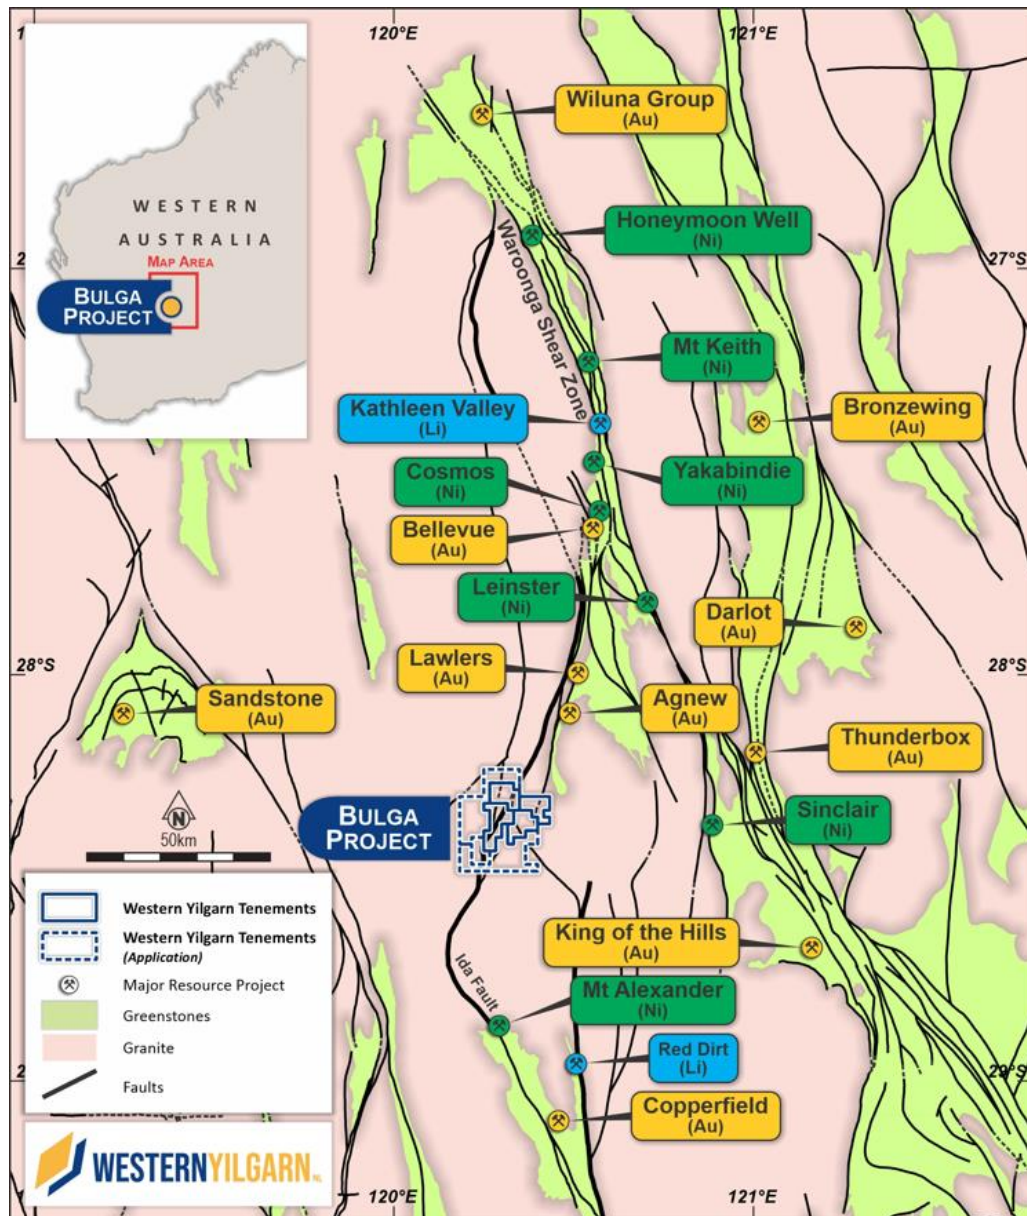 120°E
121°E
Wiluna Group
(Au)
WESTERN
AUSTRALIA
MAP AREA
BULGA
PROJECT
Honeymoon Well
(Ni)
27°S
Waroonga Shear Zone
Mt Keith
(Ni)
Kathleen Valley
(Li)
Bronzewing
(Au)
Cosmos
(Ni)
Yakabindie
(Ni)
Bellevue
(Au)
Leinster
(Ni)
Darlot
(Au)
28°S
28°S
Lawlers
(Au)
Sandstone
(Au)
Agnew
(Au)
Thunderbox
(Au)
BULGA
PROJECT
Sinclair
(Ni)
N
50km
Western Yilgarn Tenements
Western Yilgarn Tenements
(Application)
Major Resource Project
Greenstones
Granite
Faults
King of the Hills
(Au)
Ida Fault
Mt Alexander
(Ni)
Red Dirt
(Li)
29°S
Copperfield
(Au)
WESTERNYILGARN NL
120°E
121°E